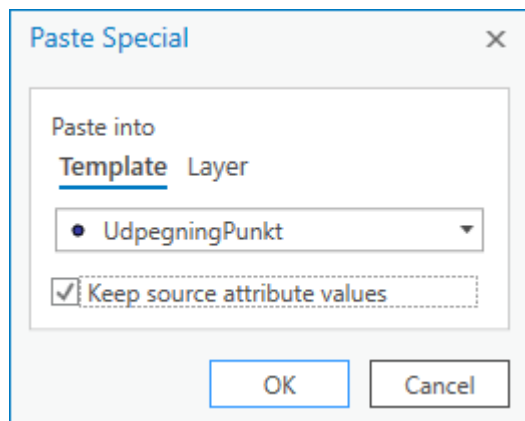 Paste Special
Paste into
Template Layer
UdpegningPunkt
Keep source attribute values
OK Cancel